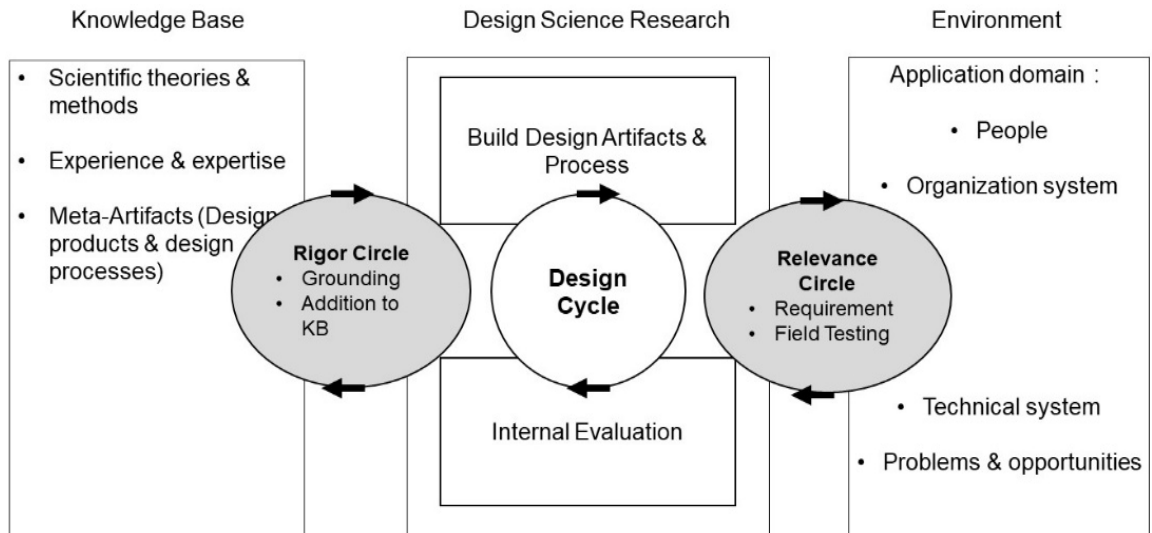 Knowledge Base
Scientific theories &
methods
Experience & expertise
Meta-Artifacts (Design
products & design
processes)
Rigor Circle
Grounding
Addition to
KB
Design Science Research
Build Design Artifacts &
Process
Design
Cycle
Internal Evaluation
Environment
Application domain :
People
Organization system
Relevance
Circle
Requirement
Field Testing
Technical system
Problems & opportunities